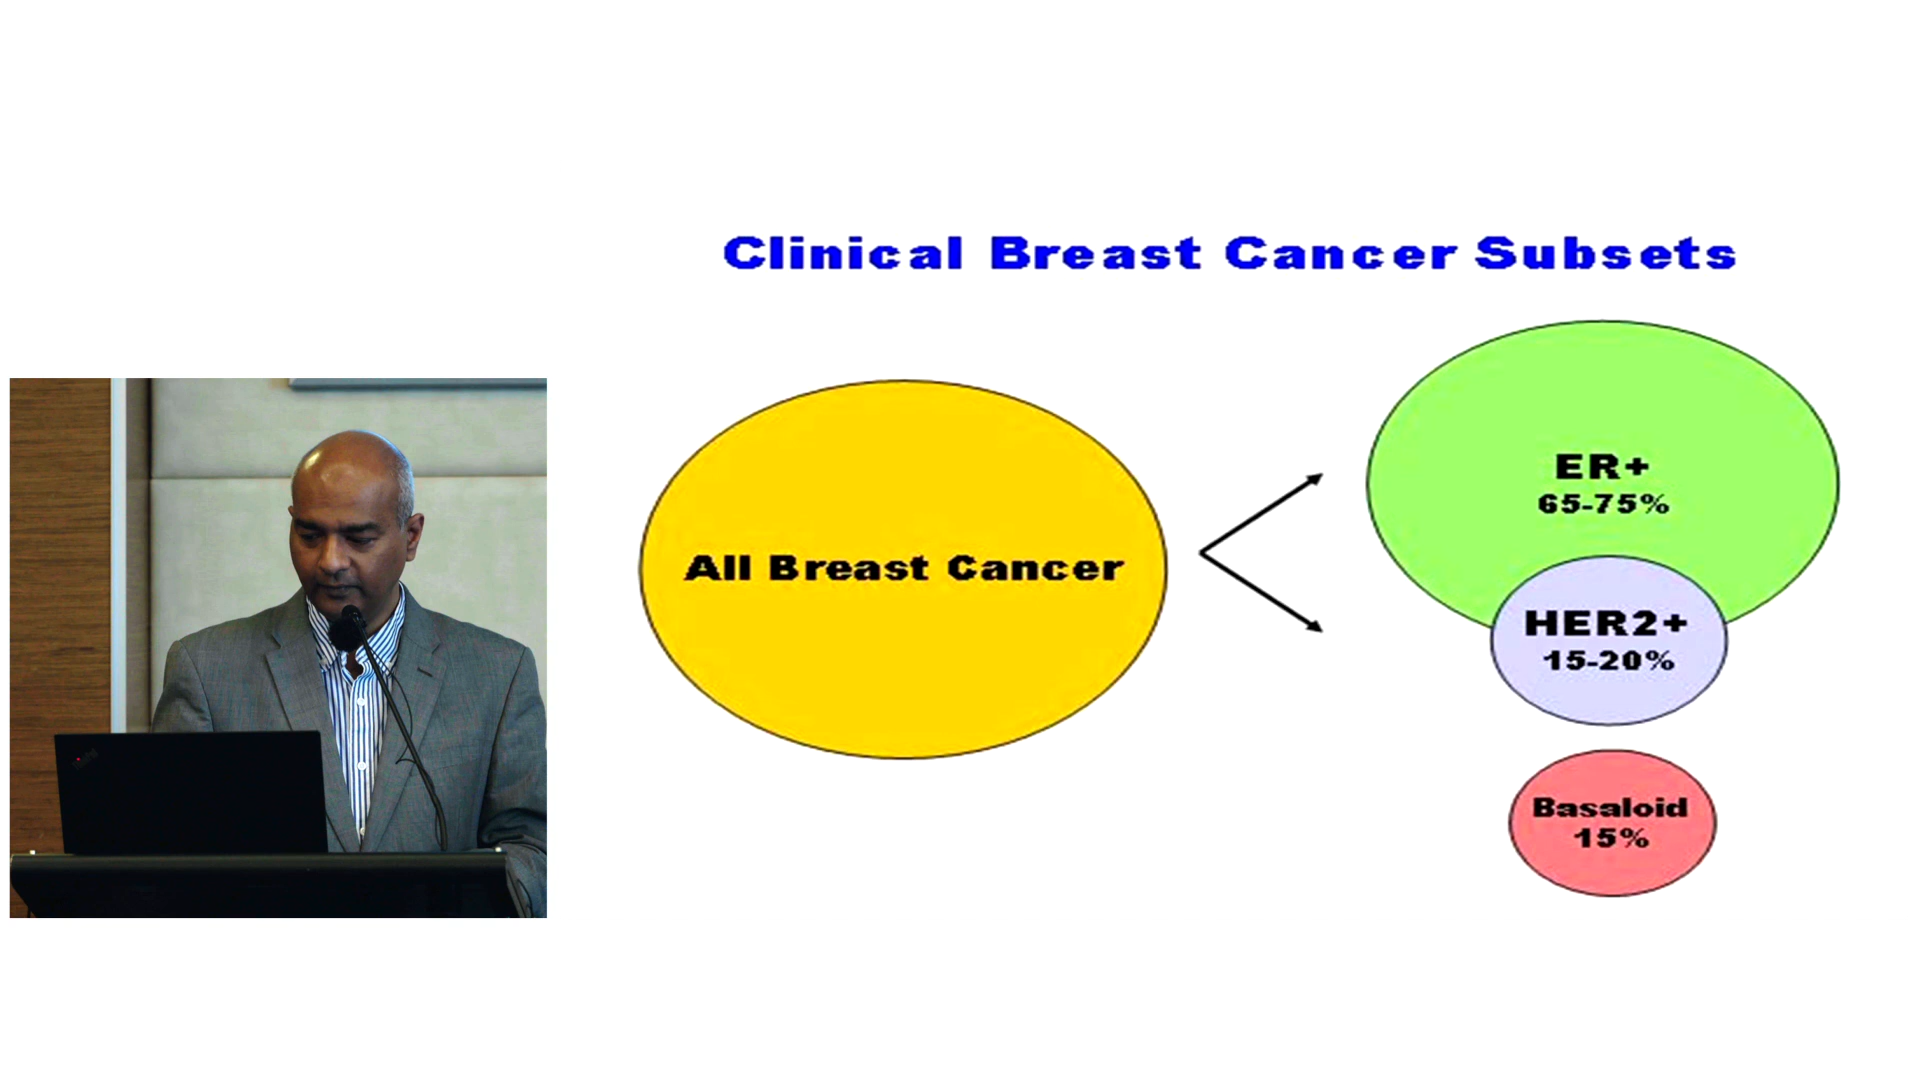 Clinical Breast Cancer Subsets
All Breast Cancer
ER+
65-75%
HER2+
15-20%
Basaloid
15%